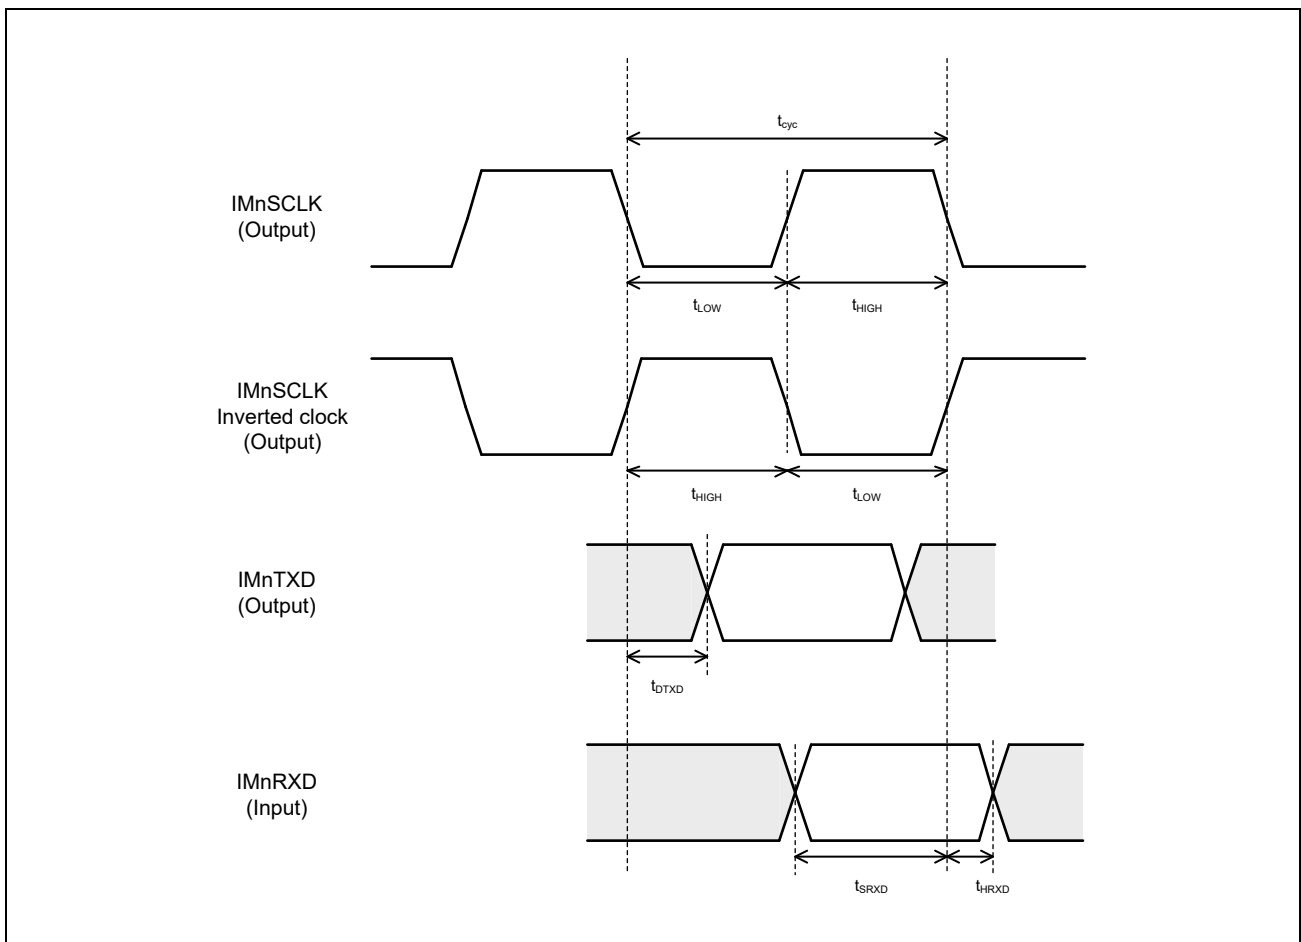 tcyc
IMnSCLK
(Output)
tLOW
tHIGH
IMnSCLK
Inverted clock
(Output)
tHIGH
tLOW
IMnTXD
(Output)
tDTXD
IMnRXD
(Input)
tSRXD
tHRXD